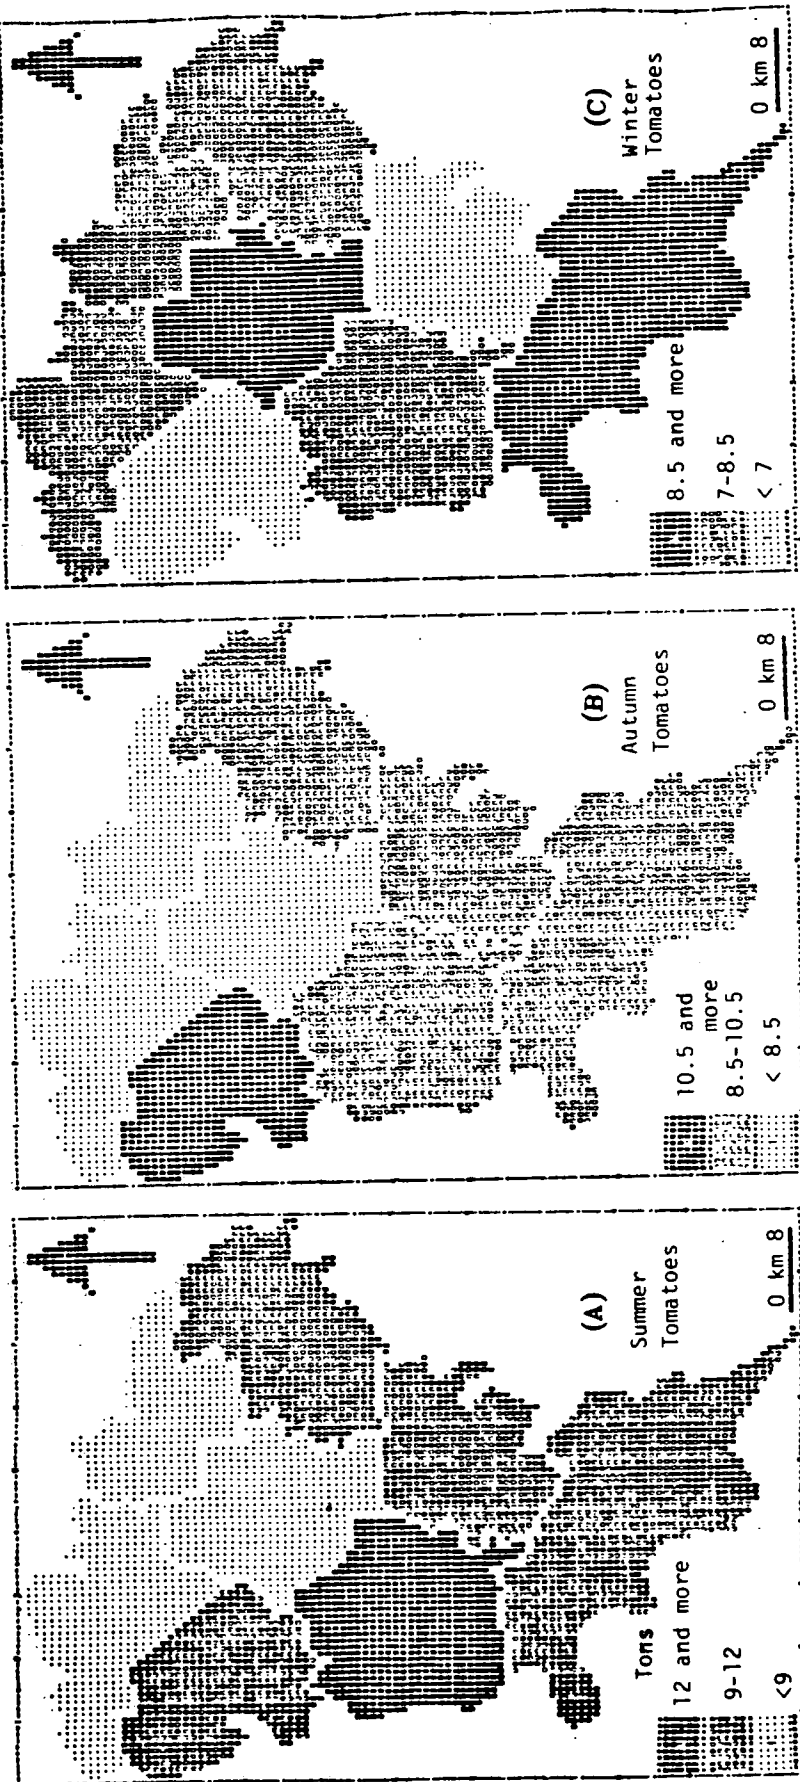 (A)
Summer
Tomatoes
Tons
12 and more
9-12
<9
0 km 8
(B)
Autumn
Tomatoes
10.5 and
more
8.5-10.5
< 8.5
0 km 8
(C)
Winter
Tomatoes
8.5 and more
7-8.5
< 7
0 km 8